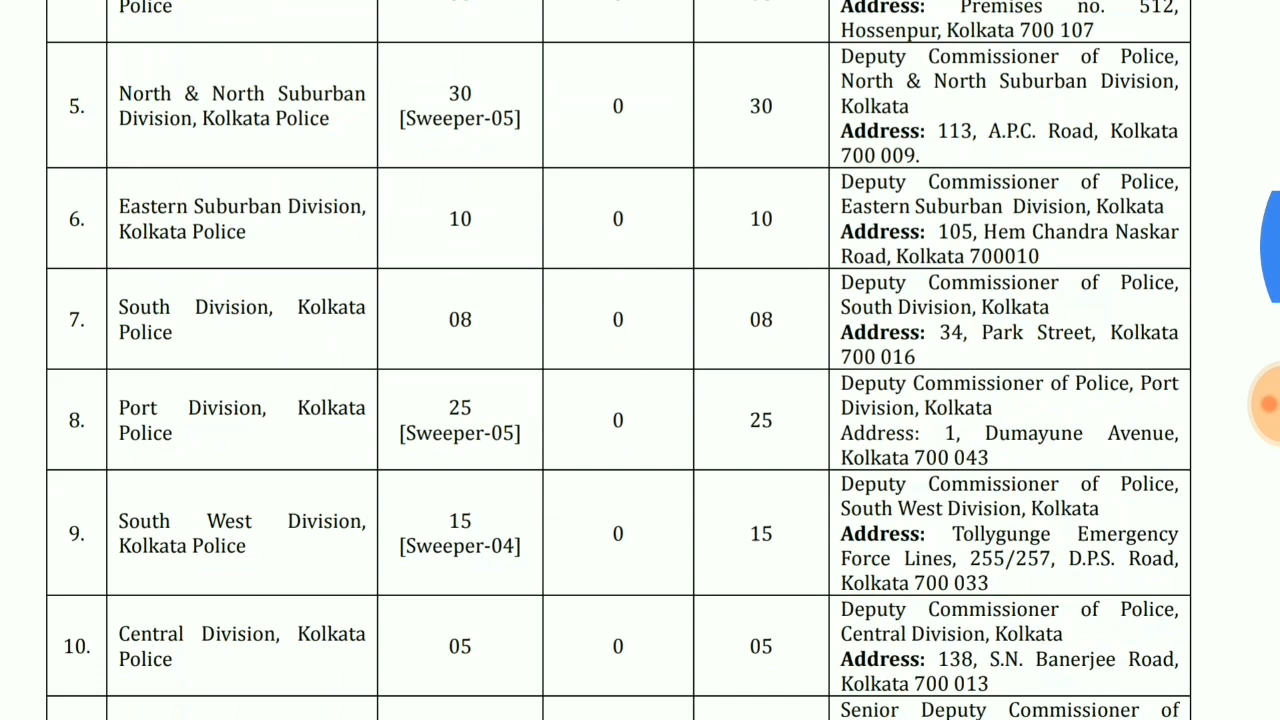 Police
Address: Premises no. 512,
Hossenpur, Kolkata 700 107
5.
North & North Suburban
Division, Kolkata Police
30
[Sweeper-05]
0
30
Deputy Commissioner of Police,
North & North Suburban Division,
Kolkata
Address: 113, A.P.C. Road, Kolkata
700 009.
6.
Eastern Suburban Division,
Kolkata Police
10
0
10
Deputy Commissioner of Police,
Eastern Suburban Division, Kolkata
Address: 105, Hem Chandra Naskar
Road, Kolkata 700010
7.
South Division, Kolkata
Police
08
0
08
Deputy Commissioner of Police,
South Division, Kolkata
Address: 34, Park Street, Kolkata
700 016
8.
Port Division, Kolkata
Police
25
[Sweeper-05]
0
25
Deputy Commissioner of Police, Port
Division, Kolkata
Address: 1, Dumayune Avenue,
Kolkata 700 043
9.
South West Division,
Kolkata Police
15
[Sweeper-04]
0
15
Deputy Commissioner of Police,
South West Division, Kolkata
Address: Tollygunge Emergency
Force Lines, 255/257, D.P.S. Road,
Kolkata 700 033
10.
Central Division, Kolkata
Police
05
0
05
Deputy Commissioner of Police,
Central Division, Kolkata
Address: 138, S.N. Banerjee Road,
Kolkata 700 013
Senior Deputy Commissioner of